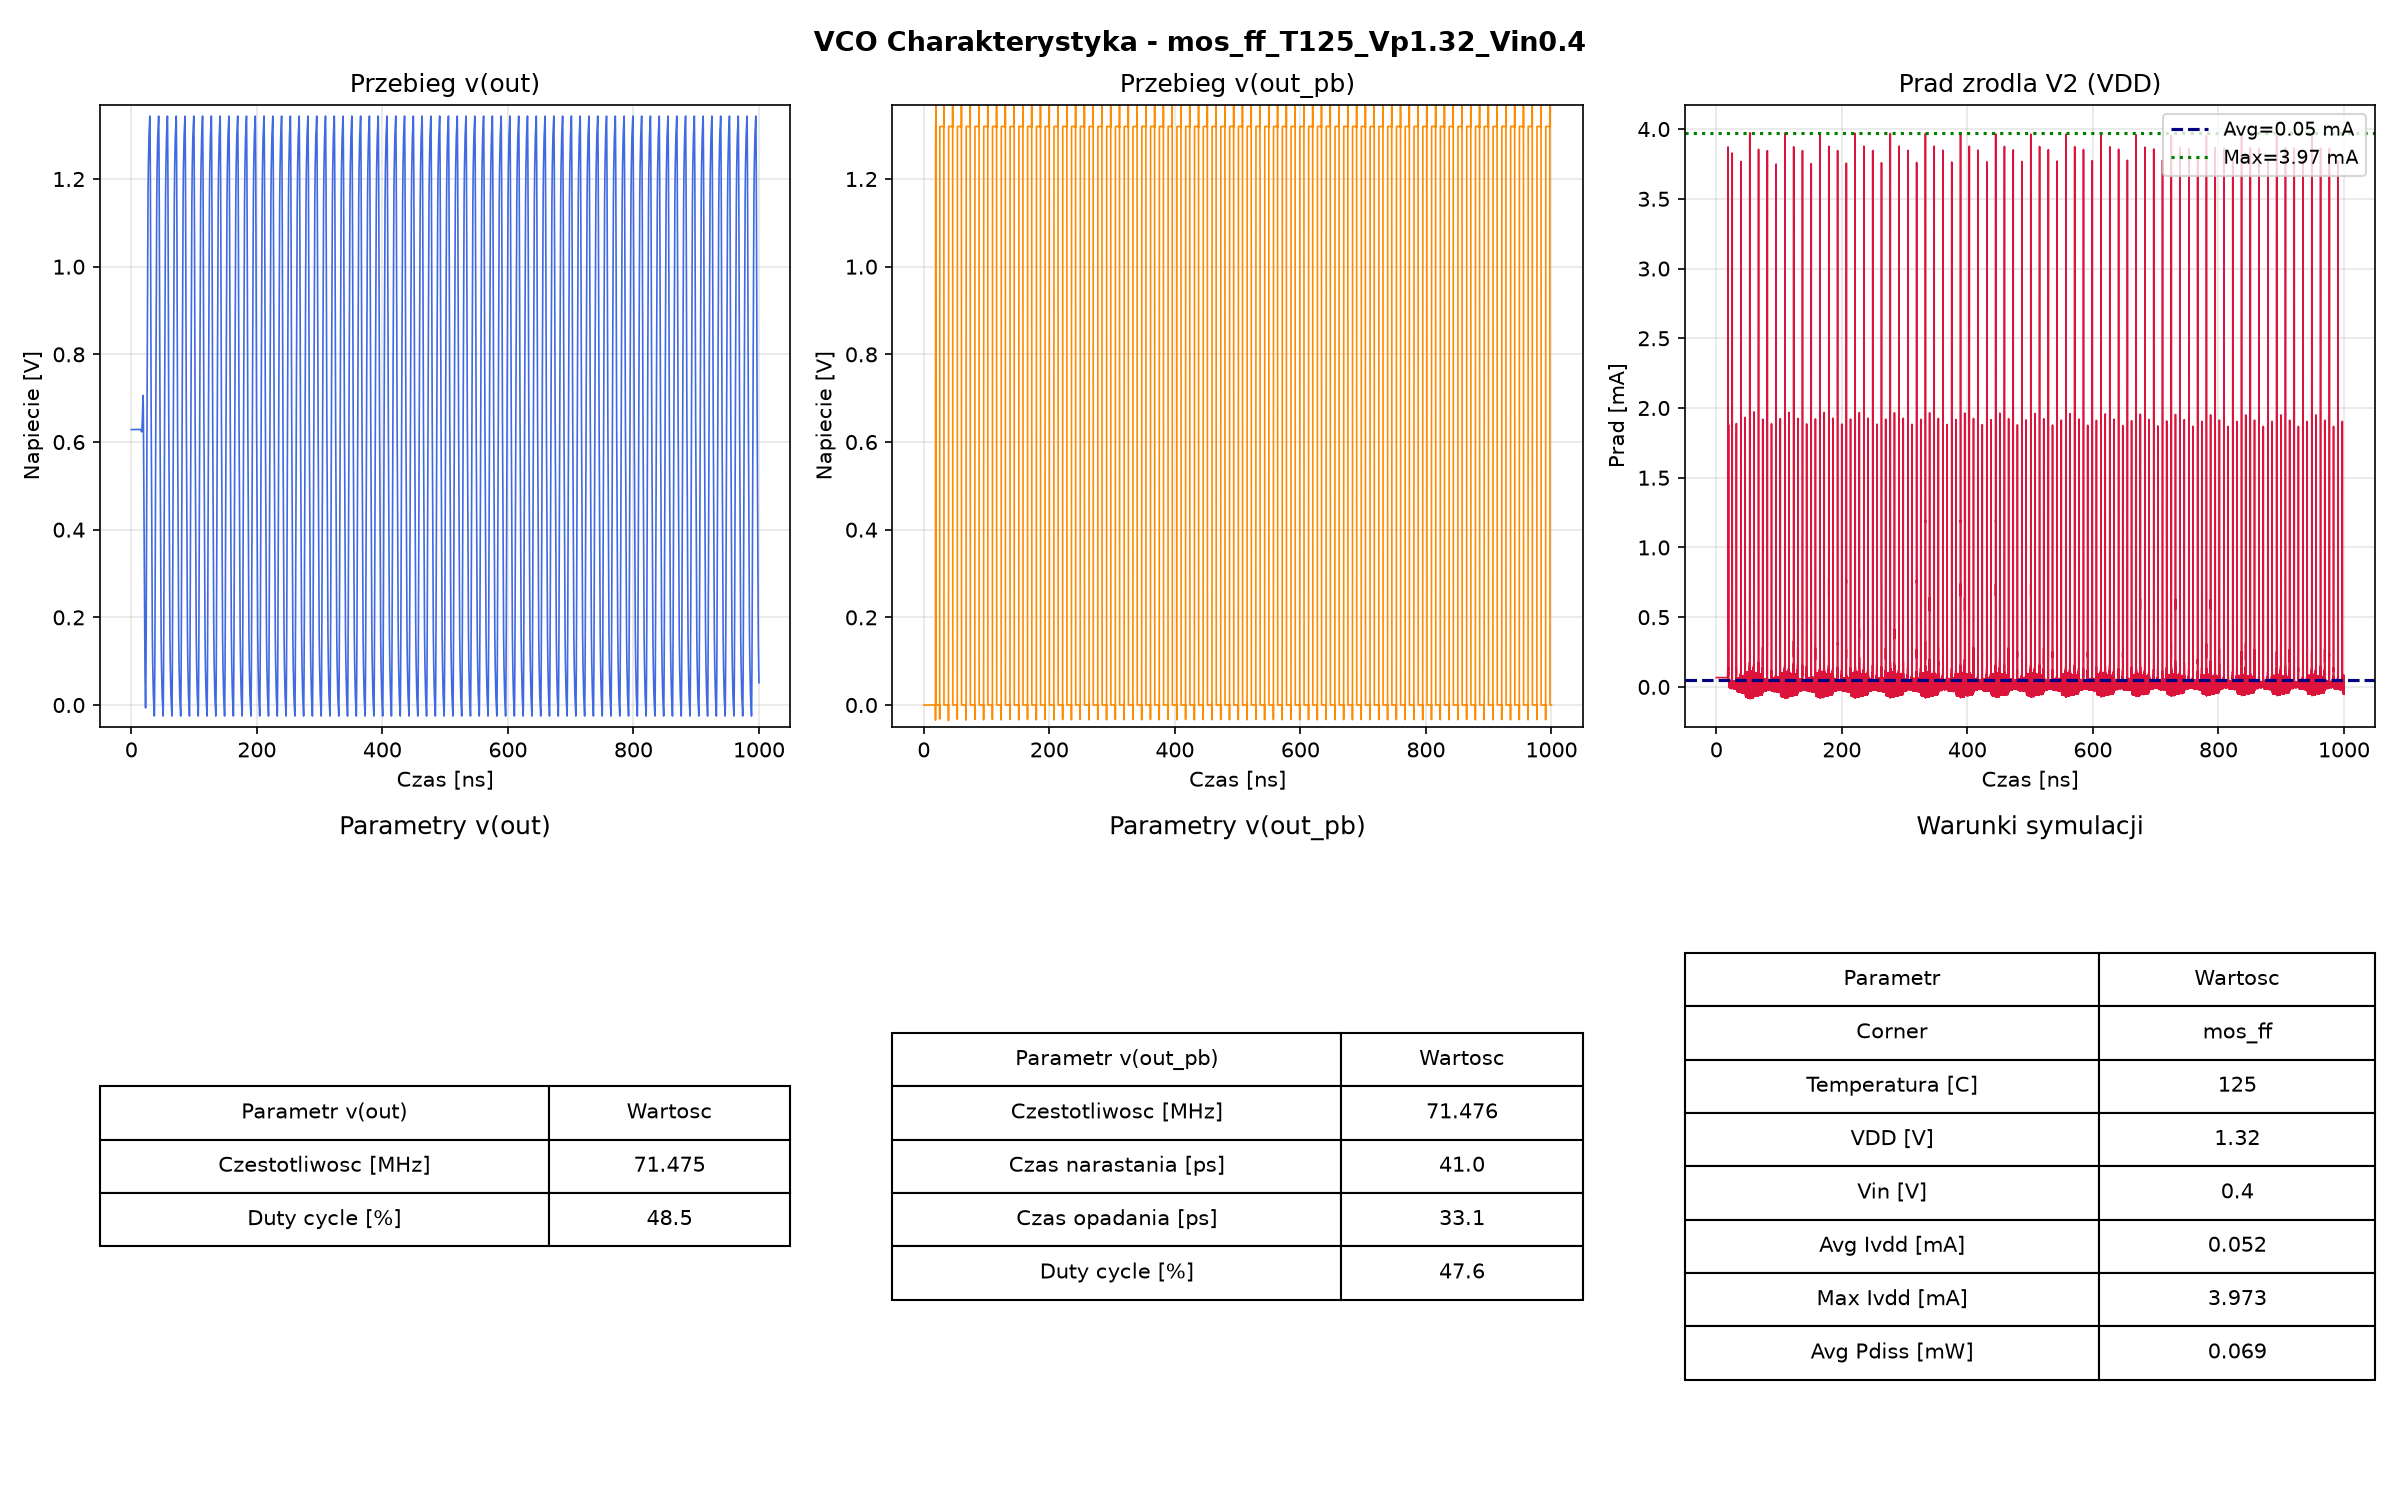 VCO Charakterystyka - mos_ff_T125_Vp1.32_Vin0.4
Przebieg v(out)
Napiecie [V]
1.2
1.0
0.8
0.6
0.4
0.2
0.0
0 200 400 600 800 1000
Czas [ns]
Przebieg v(out_pb)
Napiecie [V]
1.2
1.0
0.8
0.6
0.4
0.2
0.0
0 200 400 600 800 1000
Czas [ns]
Prad zrodla V2 (VDD)
Prad [mA]
4.0
3.5
3.0
2.5
2.0
1.5
1.0
0.5
0.0
Avg=0.05 mA
Max=3.97 mA
0 200 400 600 800 1000
Czas [ns]
Parametry v(out)
Parametr v(out) Wartosc
Czestotliwosc [MHz] 71.475
Duty cycle [%] 48.5
Parametry v(out_pb)
Parametr v(out_pb) Wartosc
Czestotliwosc [MHz] 71.476
Czas narastania [ps] 41.0
Czas opadania [ps] 33.1
Duty cycle [%] 47.6
Warunki symulacji
Parametr Wartosc
Corner mos_ff
Temperatura [C] 125
VDD [V] 1.32
Vin [V] 0.4
Avg Ivdd [mA] 0.052
Max Ivdd [mA] 3.973
Avg Pdiss [mW] 0.069